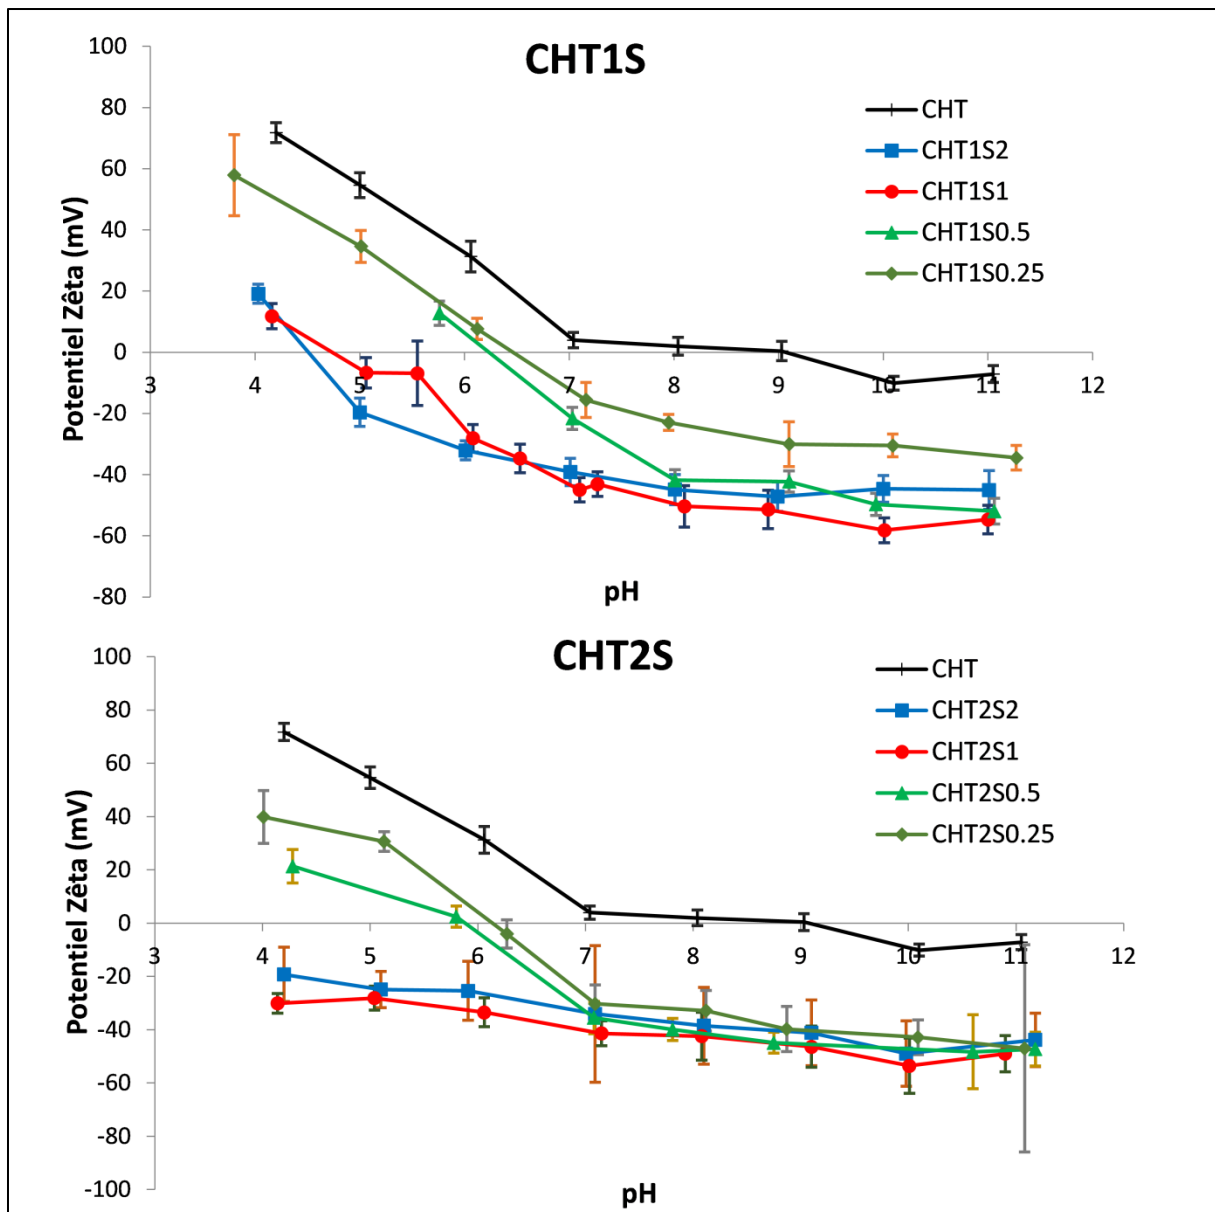 CHT1S
100
80
60
40
20
0
-20
-40
-60
-80
3 4 5 6 7 8 9 10 11 12
Potentiel Zêta (mV)
pH
CHT
CHT1S2
CHT1S1
CHT1S0.5
CHT1S0.25
CHT2S
100
80
60
40
20
0
-20
-40
-60
-80
-100
3 4 5 6 7 8 9 10 11 12
Potentiel Zêta (mV)
pH
CHT
CHT2S2
CHT2S1
CHT2S0.5
CHT2S0.25